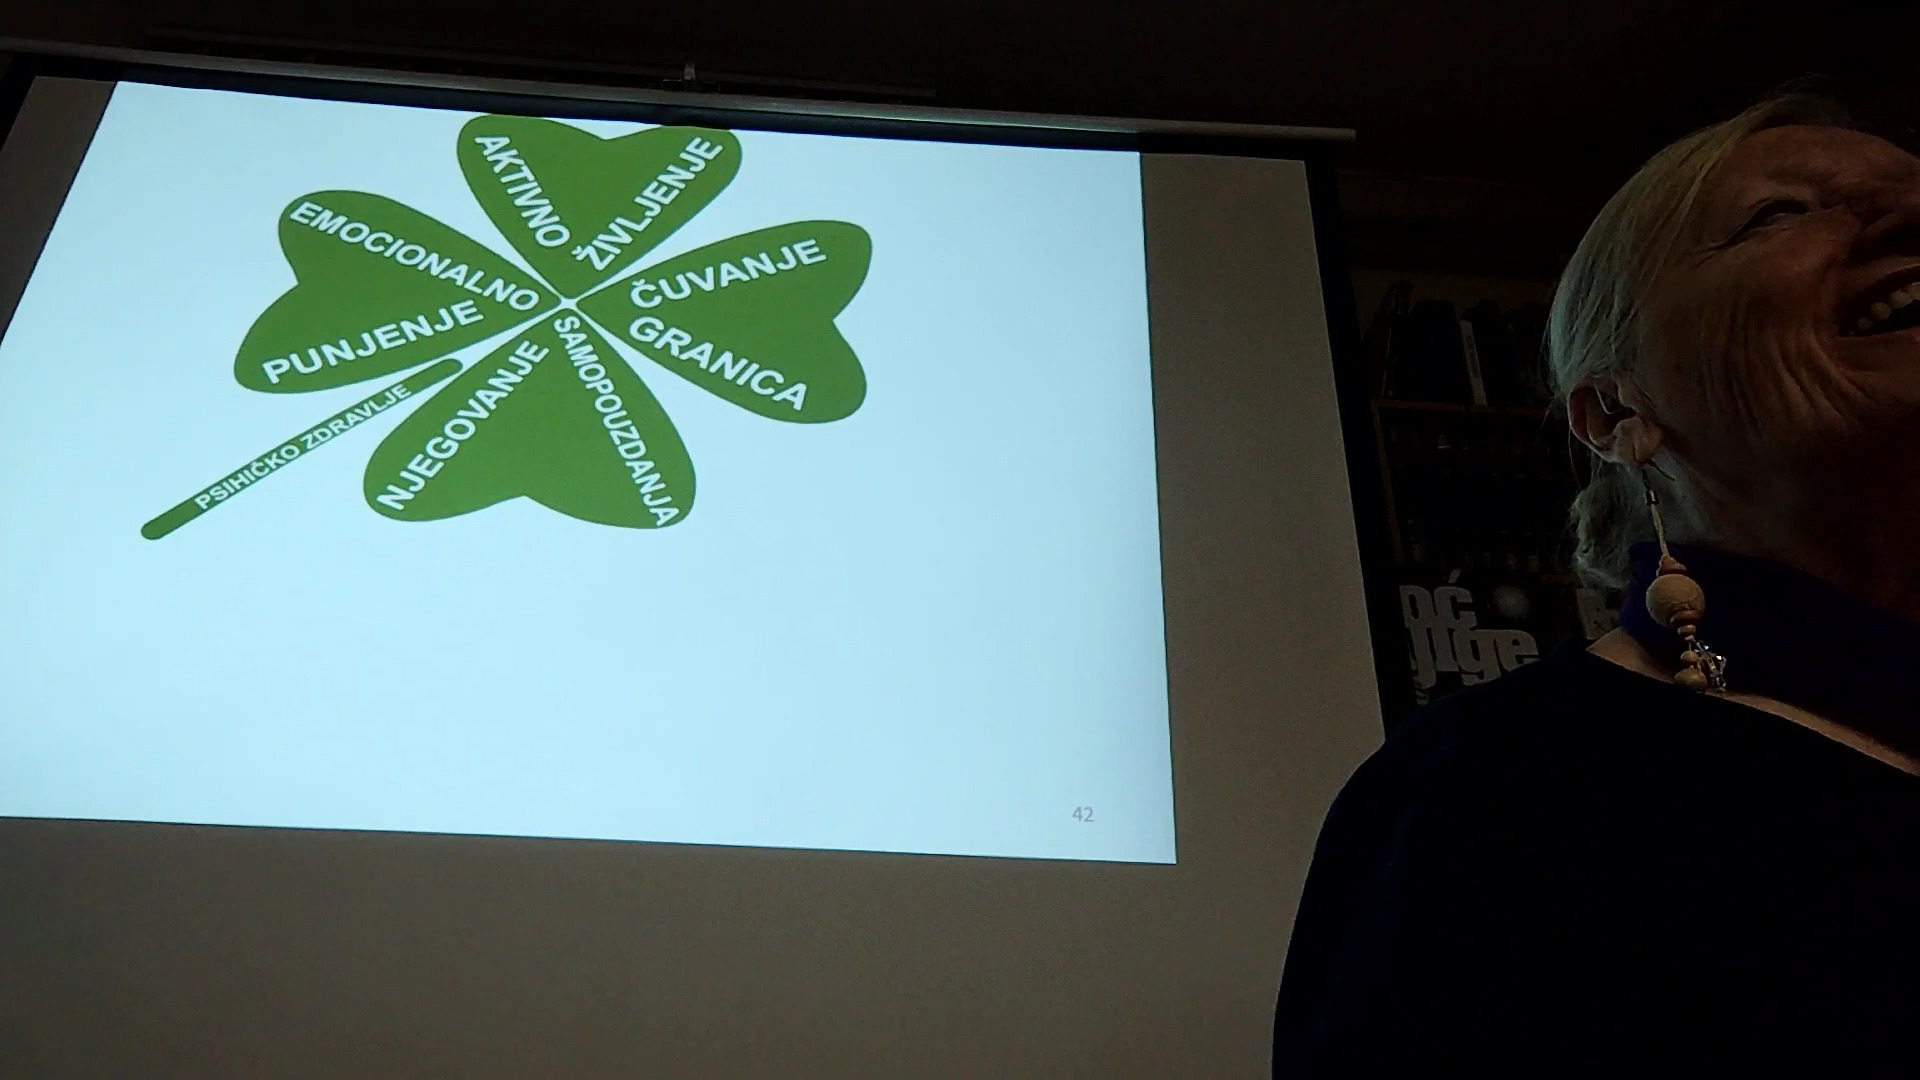 AKTIVNO
ŽIVLJENJE
EMOCIONALNO
PUNJENJE
ČUVANJE
GRANICA
NJEGOVANJE
SAMOPOUZDANJA
PSIHIČKO ZDRAVLJE
42